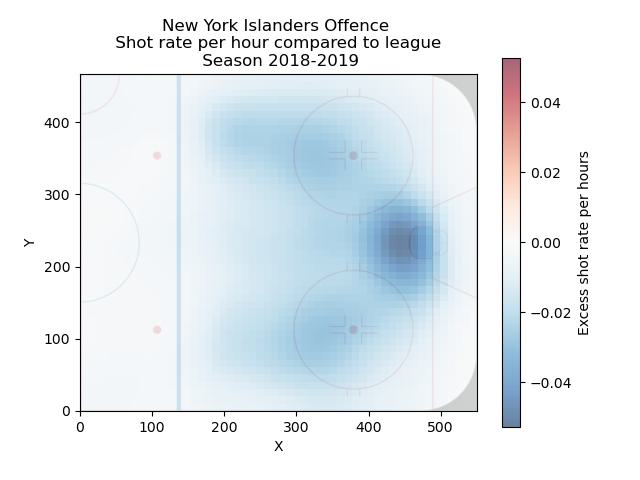 New York Islanders Offence
Shot rate per hour compared to league
Season 2018-2019
400
300
200
100
0
Y
0 100 200 300 400 500
X
0.04
0.02
0.00
−0.02
−0.04
Excess shot rate per hours